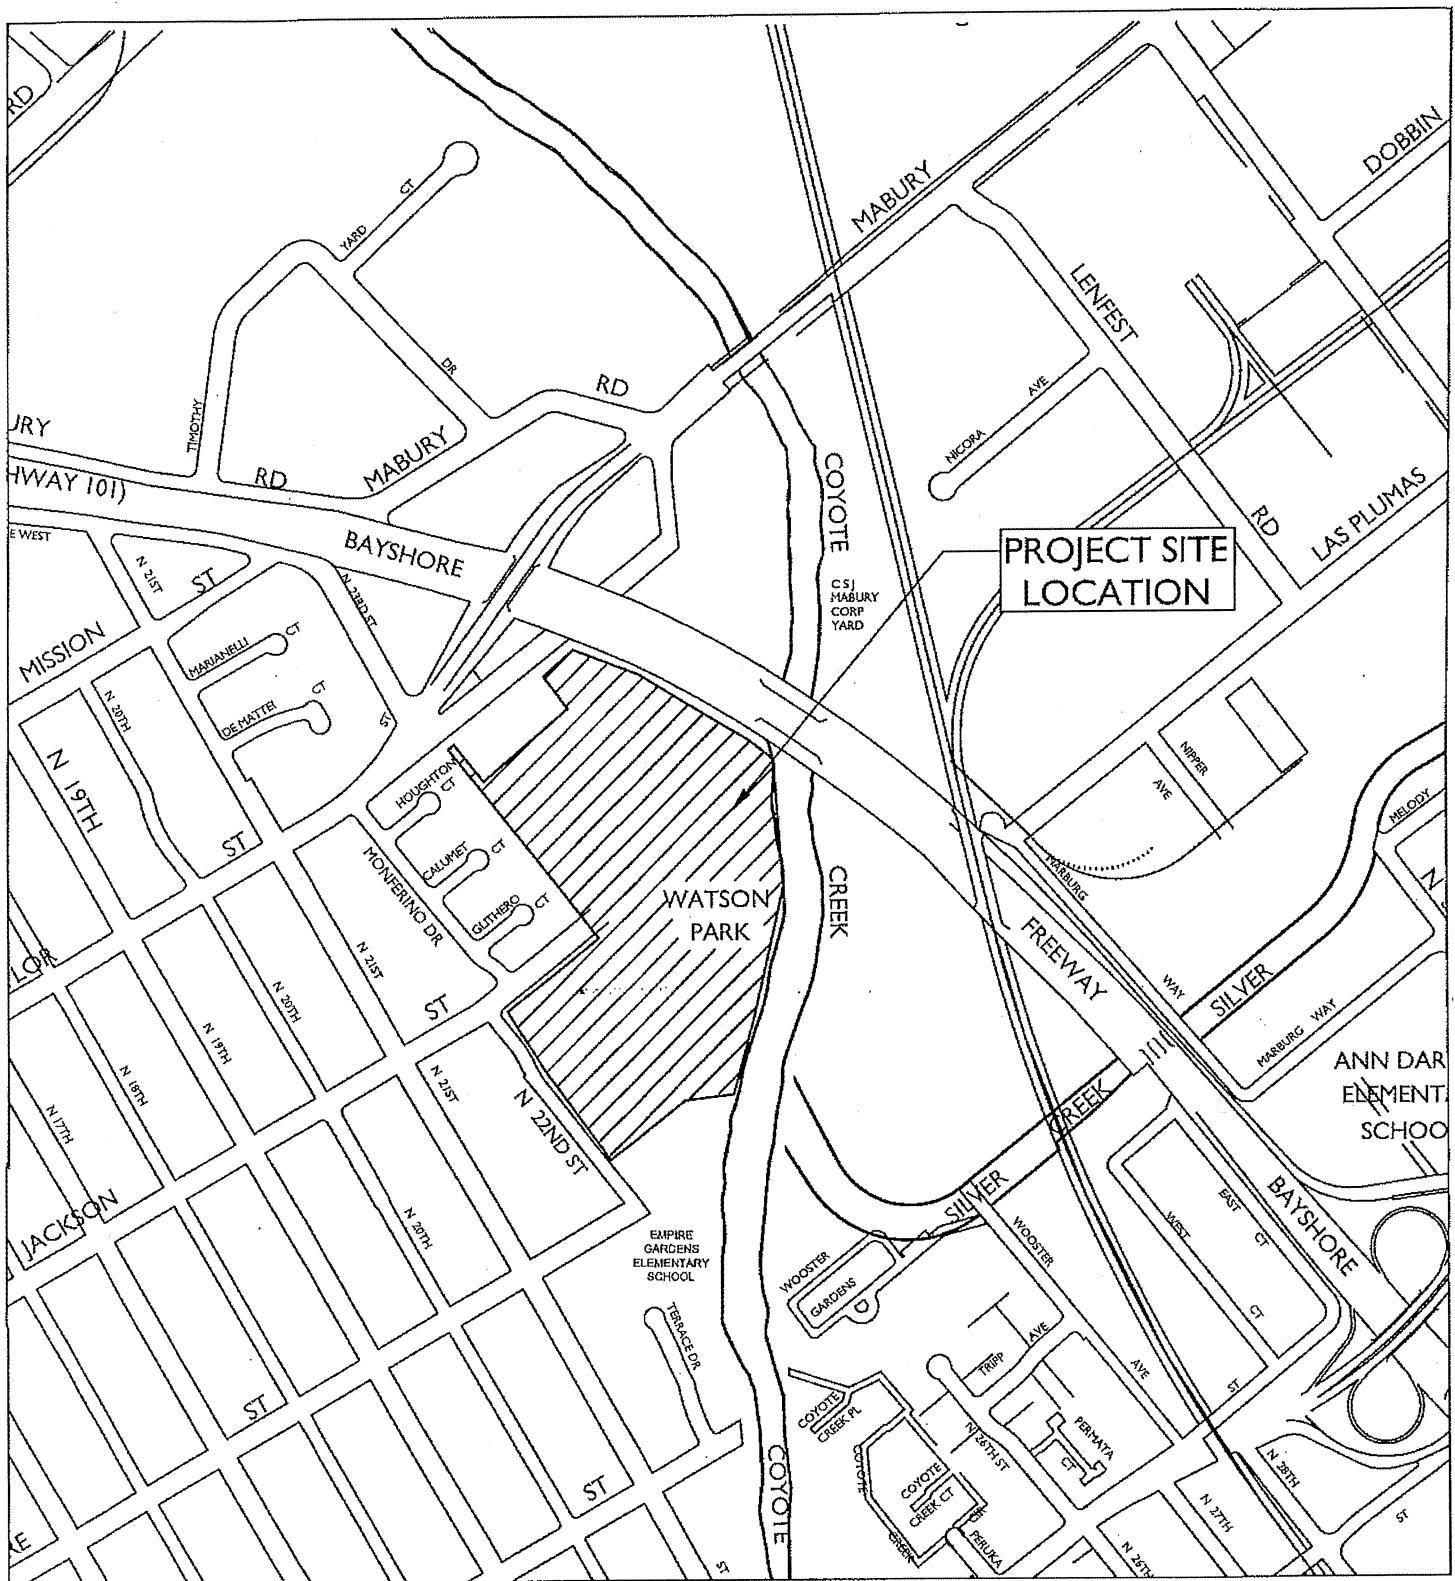 RD
DOBBIN
MABURY
YARD
CT
LENFEST
DR
RD
NICORA
AVE
TIMOTHY
URY
MABURY
RD
HWAY 101)
COYOTE
RD
LAS PLUMAS
E WEST
BAYSHORE
PROJECT SITE
LOCATION
N 21ST
ST
N 23RD ST
CSJ
MABURY
CORP
YARD
MISSION
MARIANELLI
CT
N 20TH
DE MATTEI
CT
ST
N 19TH
HOUGHTON
CT
NIPPER
AVE
MELODY
ST
MONFERINO DR
CALUMET
CT
GLITHERO
CT
WATSON
PARK
CREEK
MARBURG
WAY
N
FREEWAY
SILVER
MARBURG WAY
LOR
N 21ST
N 20TH
N 19TH
N 18TH
N 17TH
ST
N 21ST
N 22ND ST
ANN DAR
ELEMENT
SCHOO
CREEK
SILVER
JACKSON
N 20TH
EMPIRE
GARDENS
ELEMENTARY
SCHOOL
WOOSTER
GARDENS
WOOSTER
AVE
WEST
CT
EAST
CT
BAYSHORE
TERRACE DR
TRIPP
AVE
ST
COYOTE
CREEK PL
COYOTE
CREEK
CIR
N 26TH ST
PERMATA
CT
COYOTE
CREEK CT
PERUKA
ST
ST
COYOTE
N 28TH
N 27TH
N 26TH
ST
ST